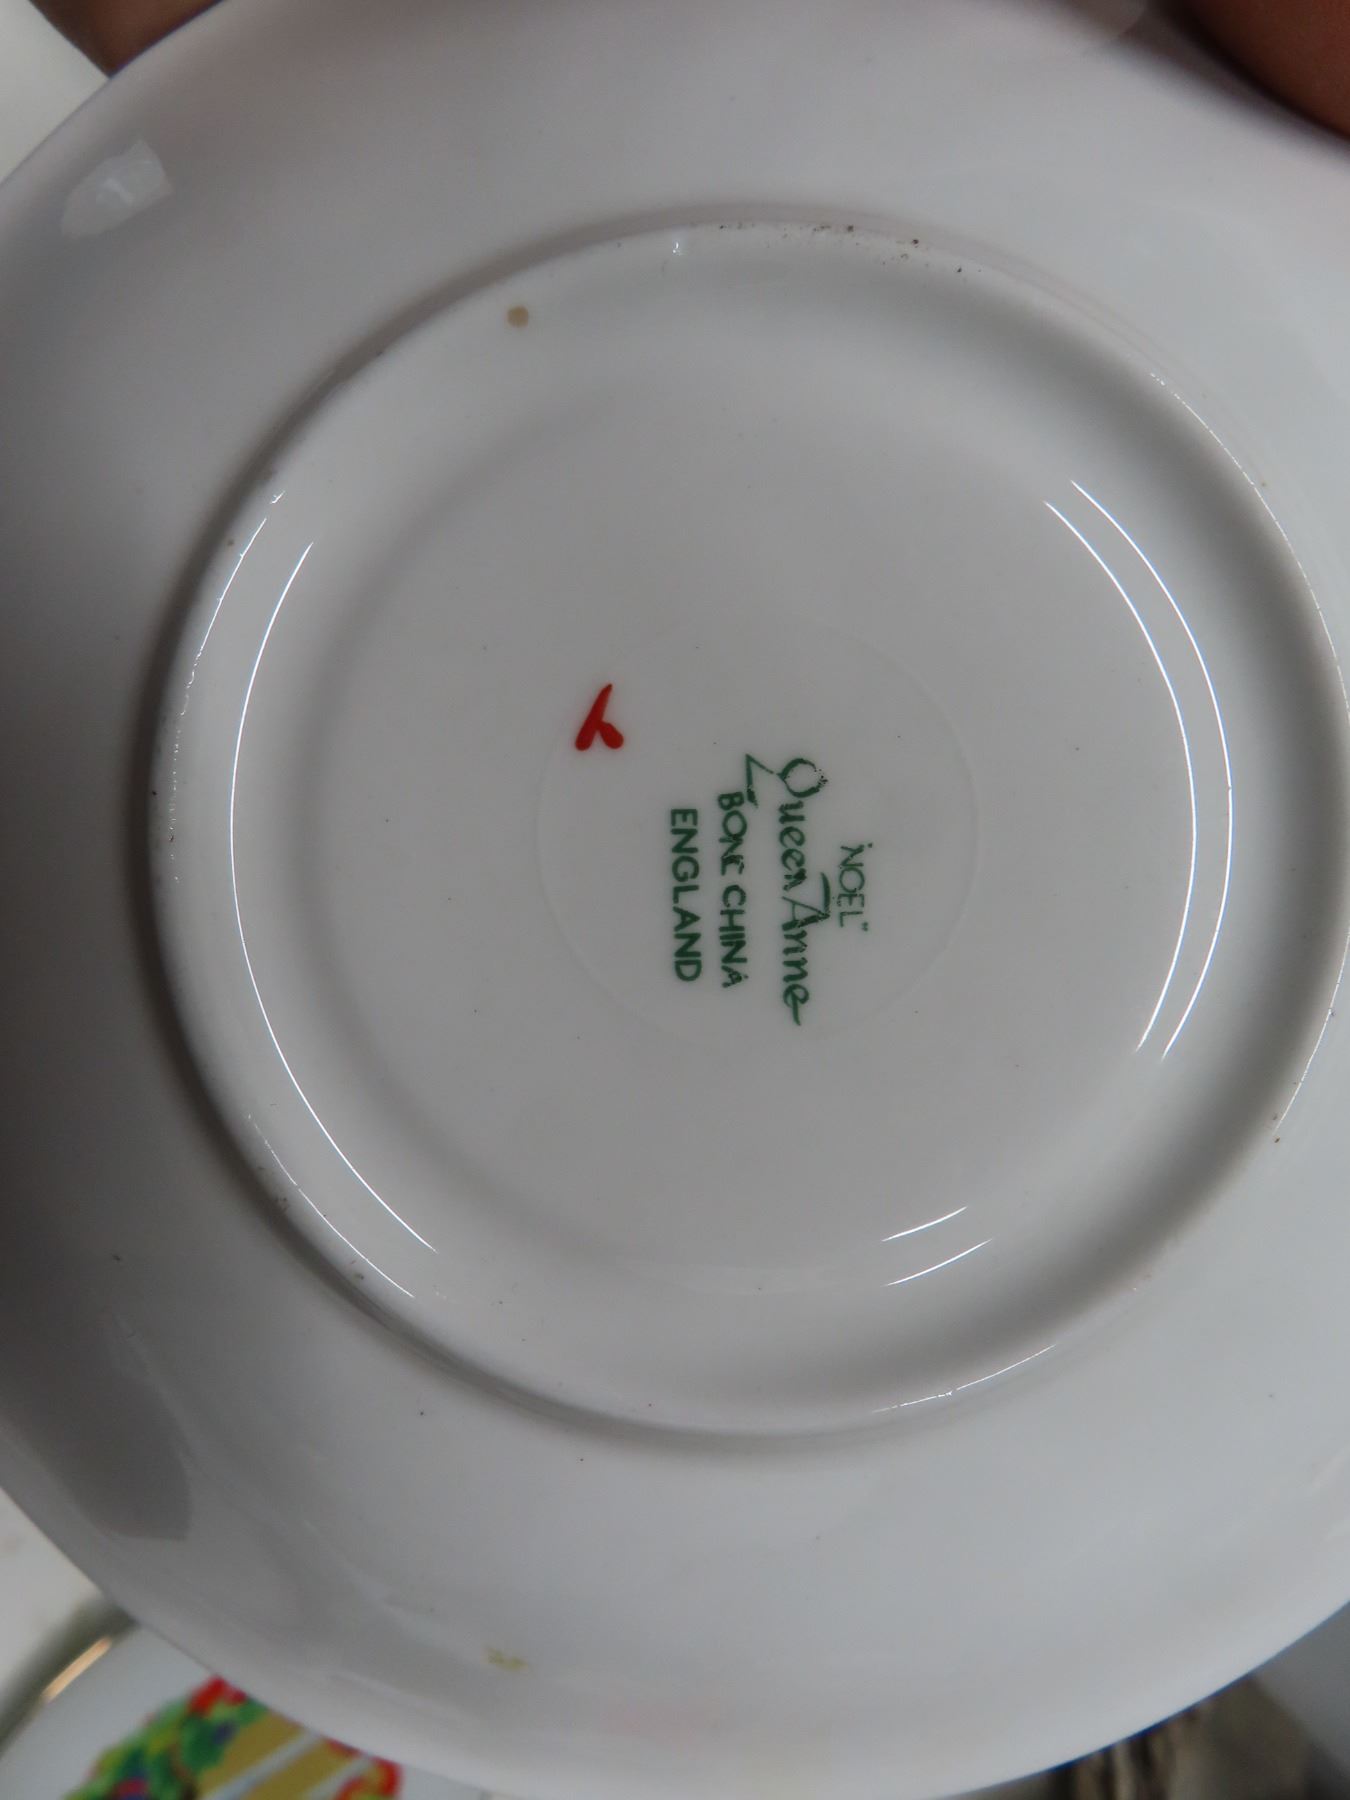 "NOEL"
Queen Anne
BONE CHINA
ENGLAND